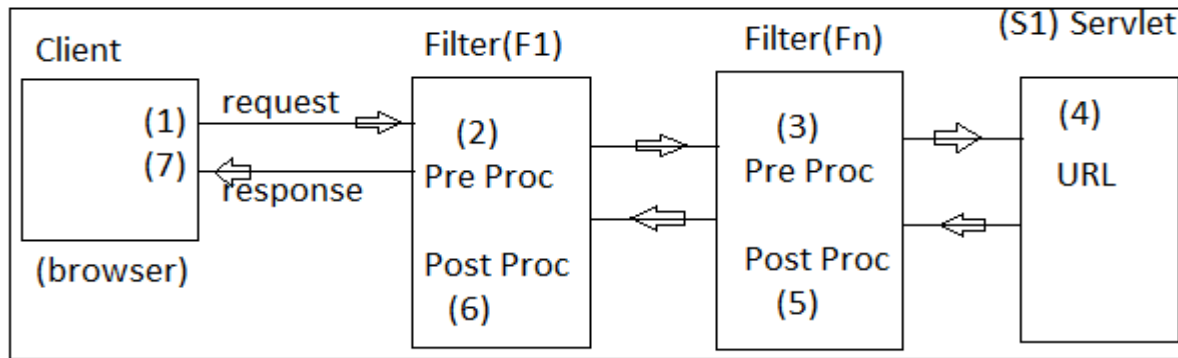 Client
Filter(F1)
Filter(Fn)
(S1) Servlet
(1)
request
(7)
response
(browser)
(2)
Pre Proc
Post Proc
(6)
(3)
Pre Proc
Post Proc
(5)
(4)
URL